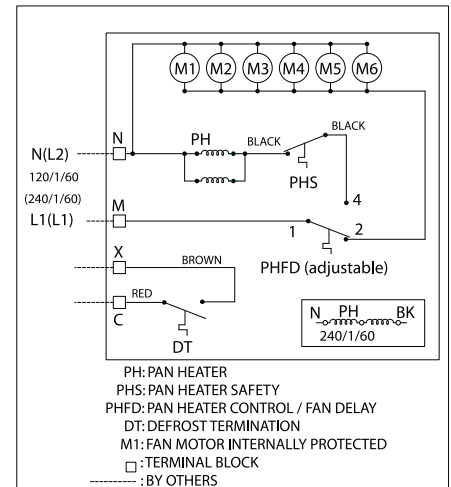 M1 M2 M3 M4 M5 M6
N
PH
BLACK
BLACK
N(L2)
120/1/60
(240/1/60)
PHS
4
M
L1(L1)
1
2
X
BROWN
PHFD (adjustable)
RED
C
DT
N PH BK
240/1/60
PH: PAN HEATER
PHS: PAN HEATER SAFETY
PHFD: PAN HEATER CONTROL / FAN DELAY
DT: DEFROST TERMINATION
M1: FAN MOTOR INTERNALLY PROTECTED
: TERMINAL BLOCK
--------- : BY OTHERS